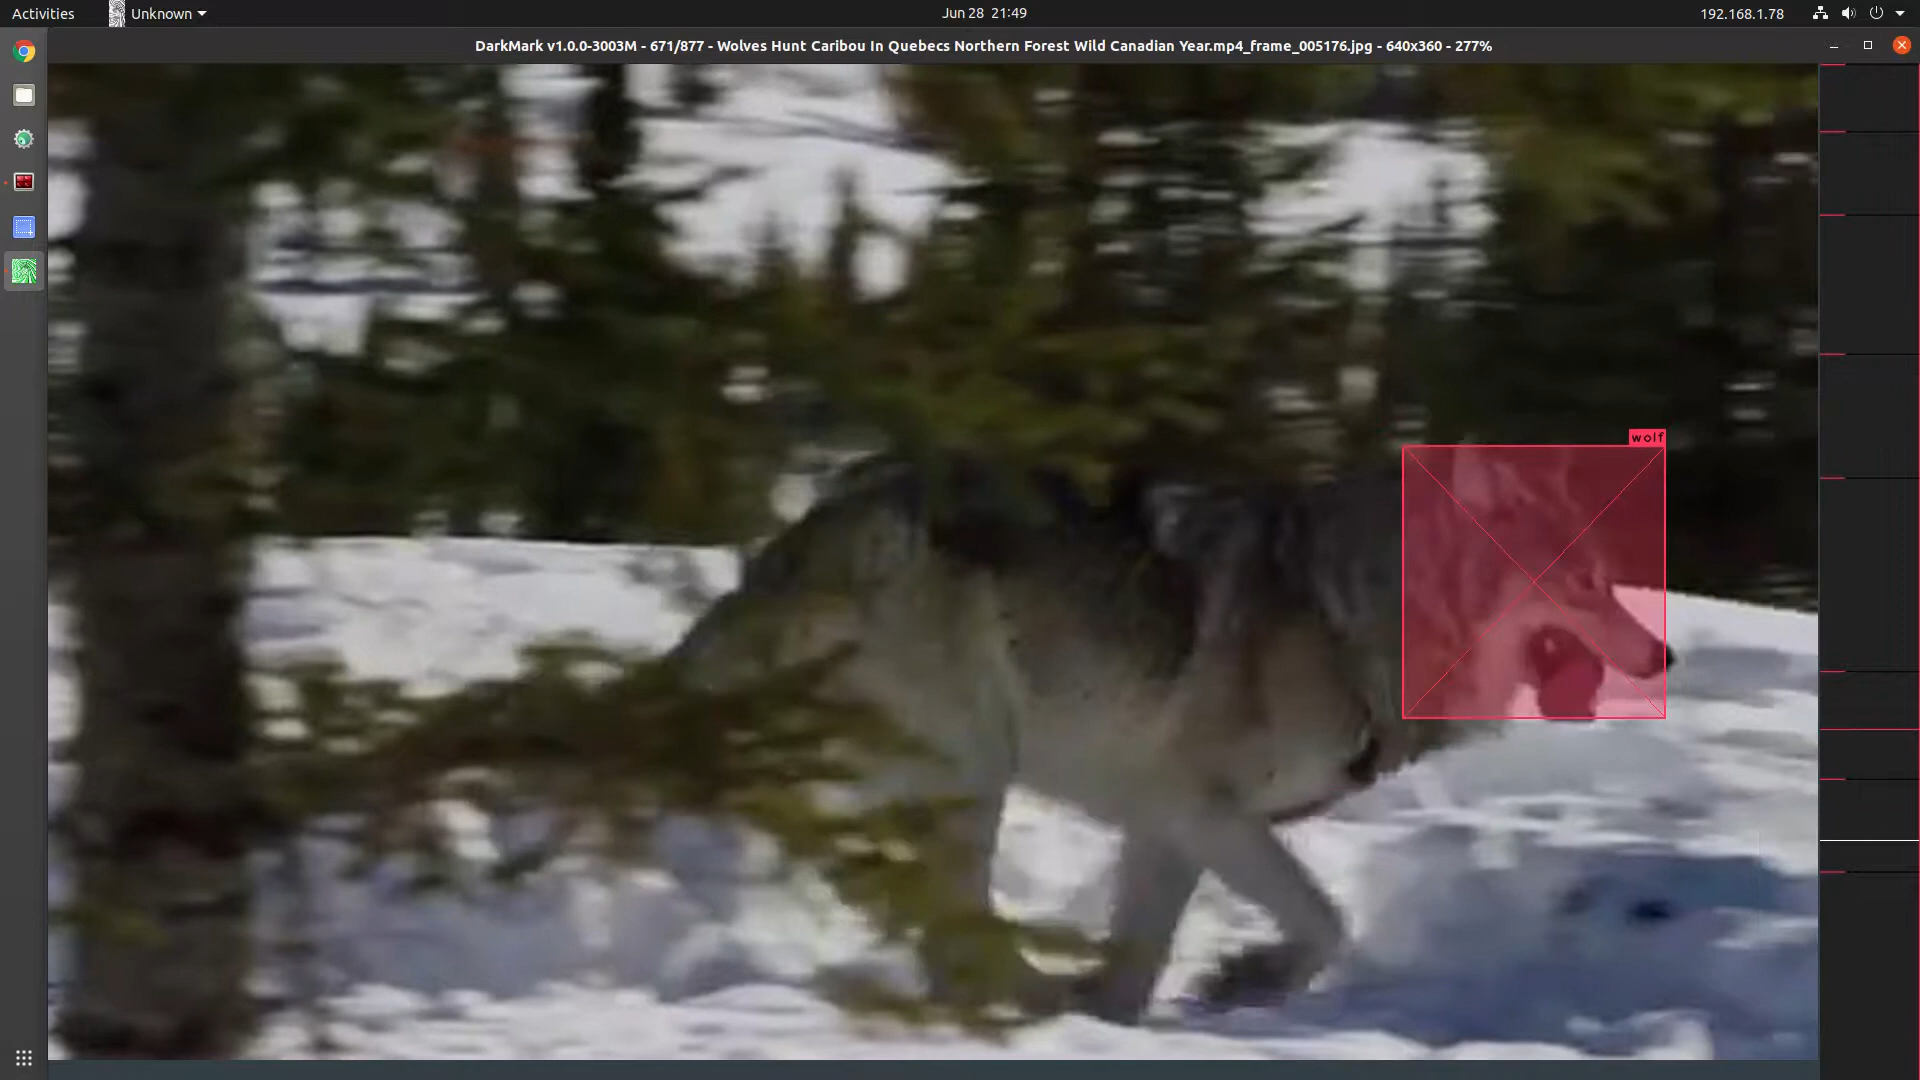 Activities Unknown Jun 28 21:49 192.168.1.78
DarkMark v1.0.0-3003M - 671/877 - Wolves Hunt Caribou In Quebecs Northern Forest Wild Canadian Year.mp4_frame_005176.jpg - 640x360 - 277%
wolf